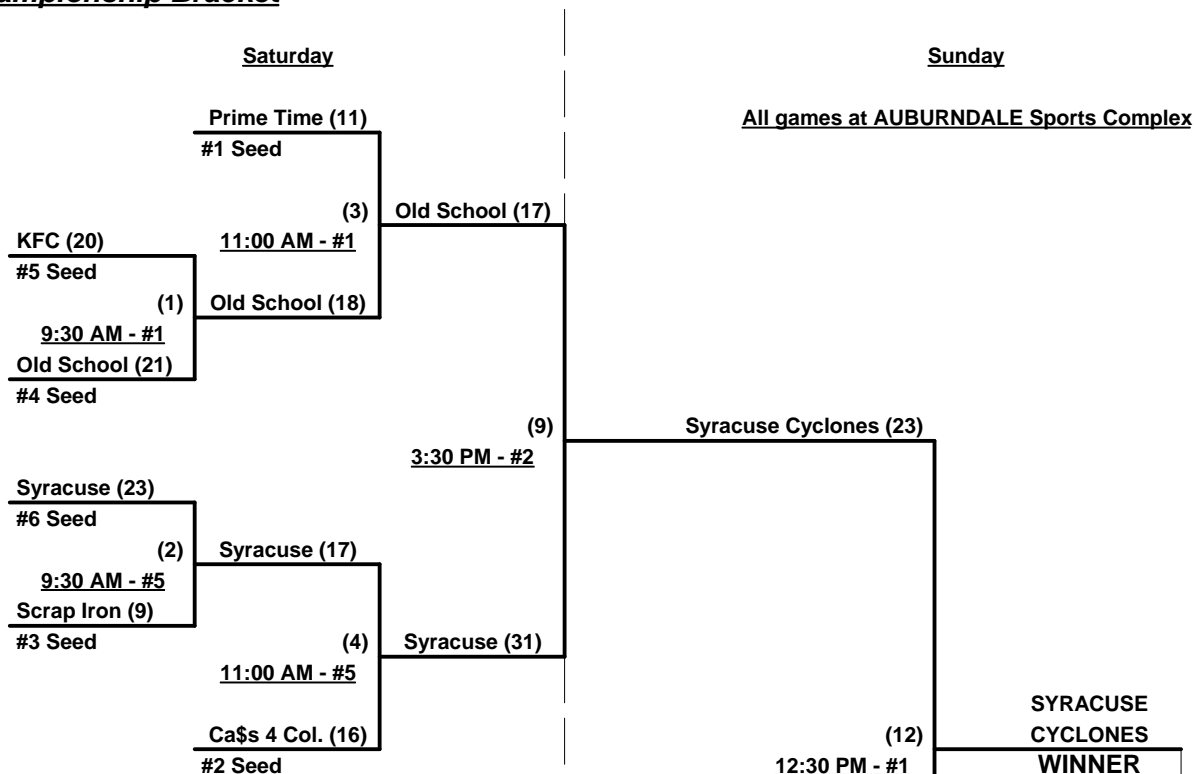 Saturday
Sunday
Prime Time (11)
All games at AUBURNDALE Sports Complex
#1 Seed
(3)
Old School (17)
KFC (20)
11:00 AM - #1
#5 Seed
(1)
Old School (18)
9:30 AM - #1
Old School (21)
#4 Seed
(9)
Syracuse Cyclones (23)
3:30 PM - #2
Syracuse (23)
#6 Seed
(2)
Syracuse (17)
9:30 AM - #5
Scrap Iron (9)
#3 Seed
(4)
Syracuse (31)
11:00 AM - #5
SYRACUSE
Ca$s 4 Col. (16)
(12)
CYCLONES
#2 Seed
12:30 PM - #1
WINNER